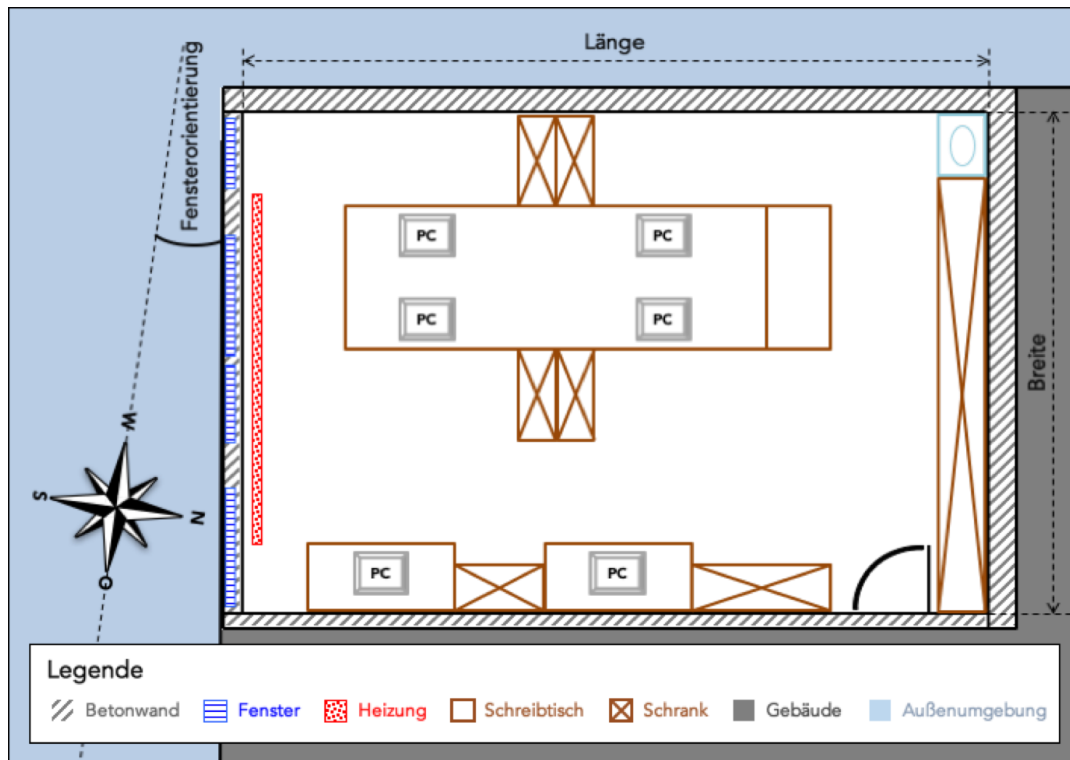 Länge
Fensterorientierung
PC
PC
PC
PC
Breite
W
S
N
O
PC
PC
Legende
Betonwand
Fenster
Heizung
Schreibtisch
Schrank
Gebäude
Außenumgebung